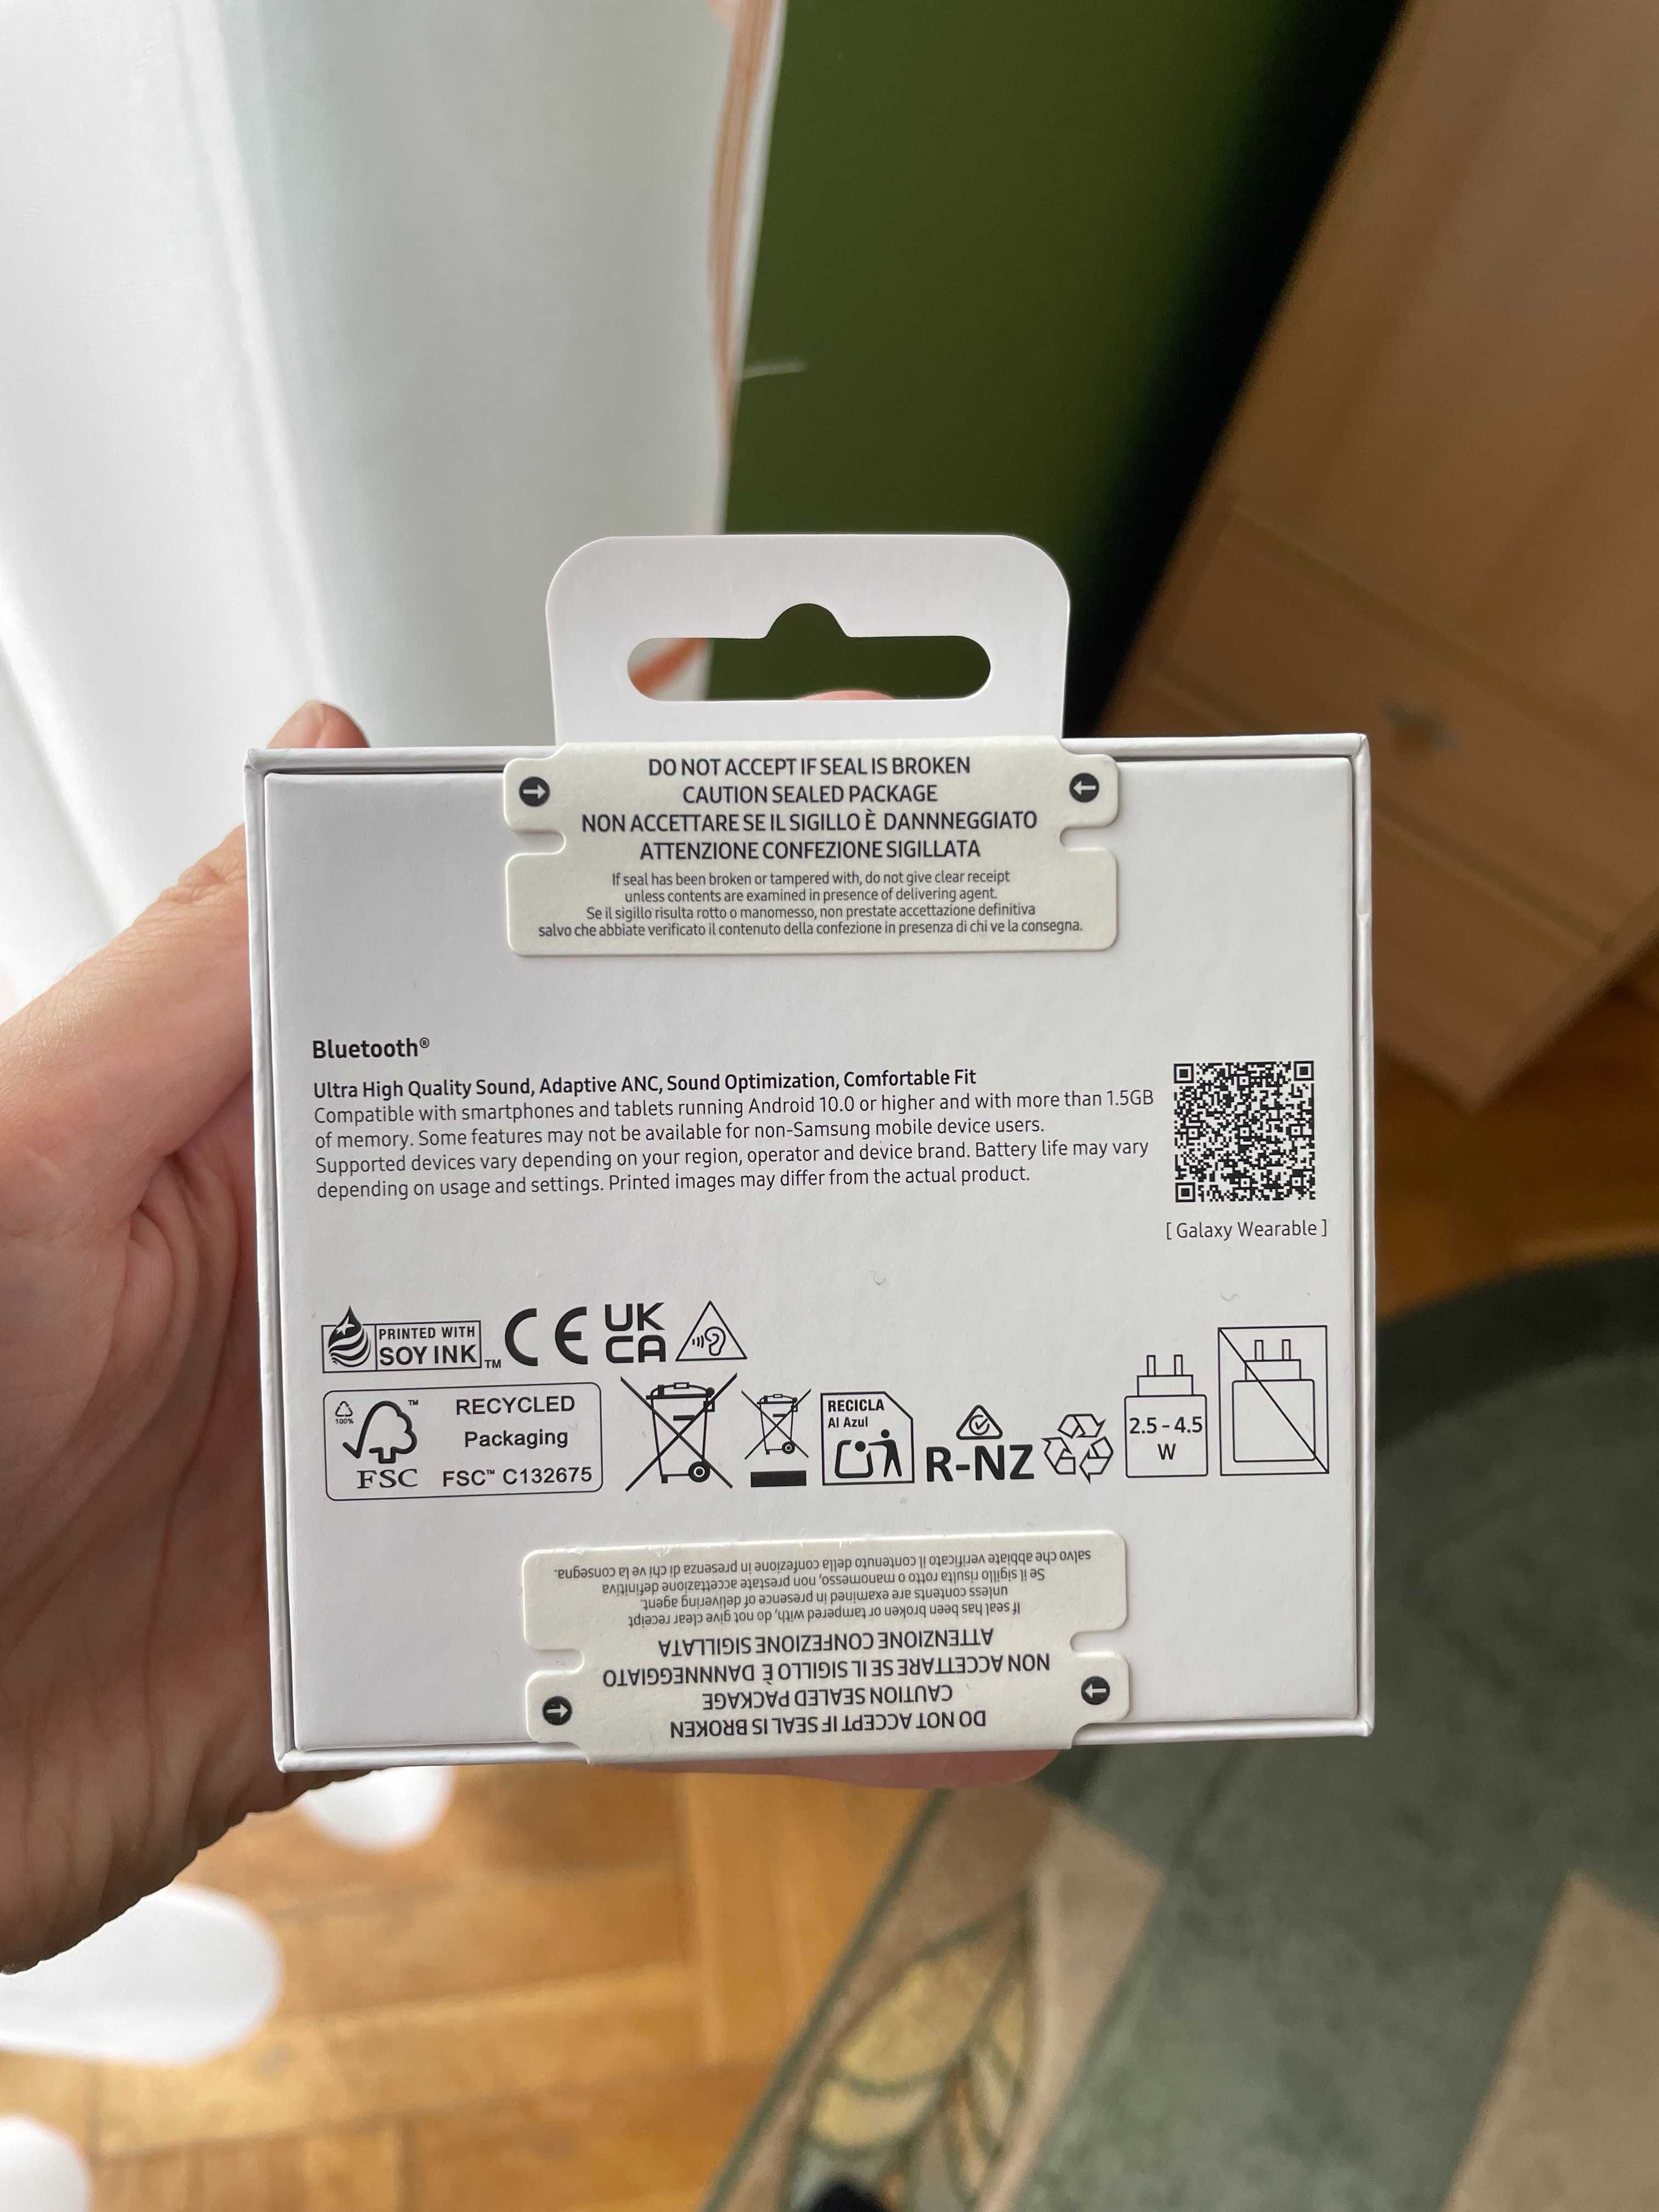 DO NOT ACCEPT IF SEAL IS BROKEN
CAUTION SEALED PACKAGE
NON ACCETTARE SE IL SIGILLO È DANNNEGGIATO
ATTENZIONE CONFEZIONE SIGILLATA
If seal has been broken or tampered with, do not give clear receipt
unless contents are examined in presence of delivering agent.
Se il sigillo risulta rotto o manomesso, non prestate accettazione definitiva
salvo che abbiate verificato il contenuto della confezione in presenza di chi ve la consegna.
Bluetooth®
Ultra High Quality Sound, Adaptive ANC, Sound Optimization, Comfortable Fit
Compatible with smartphones and tablets running Android 10.0 or higher and with more than 1.5GB
of memory. Some features may not be available for non-Samsung mobile device users.
Supported devices vary depending on your region, operator and device brand. Battery life may vary
depending on usage and settings. Printed images may differ from the actual product.
[ Galaxy Wearable ]
PRINTED WITH
SOY INK™
CE
UK
CA
100%
™
FSC
RECYCLED
Packaging
FSC™ C132675
RECICLA
Al Azul
R-NZ
2.5 - 4.5
W
DO NOT ACCEPT IF SEAL IS BROKEN
CAUTION SEALED PACKAGE
NON ACCETTARE SE IL SIGILLO È DANNNEGGIATO
ATTENZIONE CONFEZIONE SIGILLATA
If seal has been broken or tampered with, do not give clear receipt
unless contents are examined in presence of delivering agent.
Se il sigillo risulta rotto o manomesso, non prestate accettazione definitiva
salvo che abbiate verificato il contenuto della confezione in presenza di chi ve la consegna.